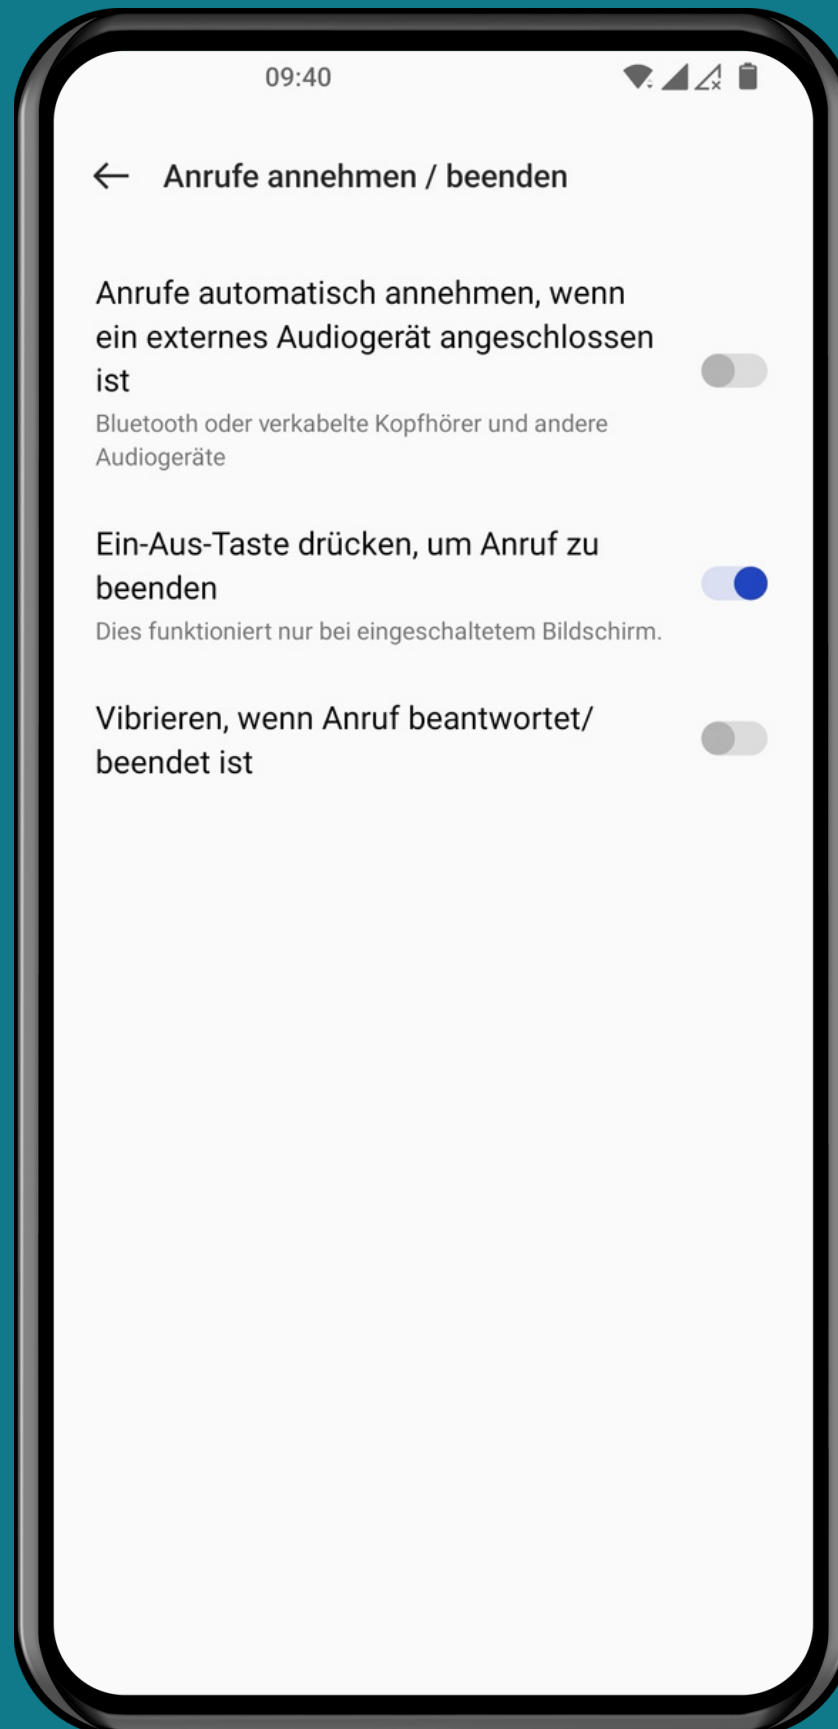 09:40
Anrufe annehmen / beenden
Anrufe automatisch annehmen, wenn
ein externes Audiogerät angeschlossen
ist
Bluetooth oder verkabelte Kopfhörer und andere
Audiogeräte
Ein-Aus-Taste drücken, um Anruf zu
beenden
Dies funktioniert nur bei eingeschaltetem Bildschirm.
Vibrieren, wenn Anruf beantwortet/
beendet ist